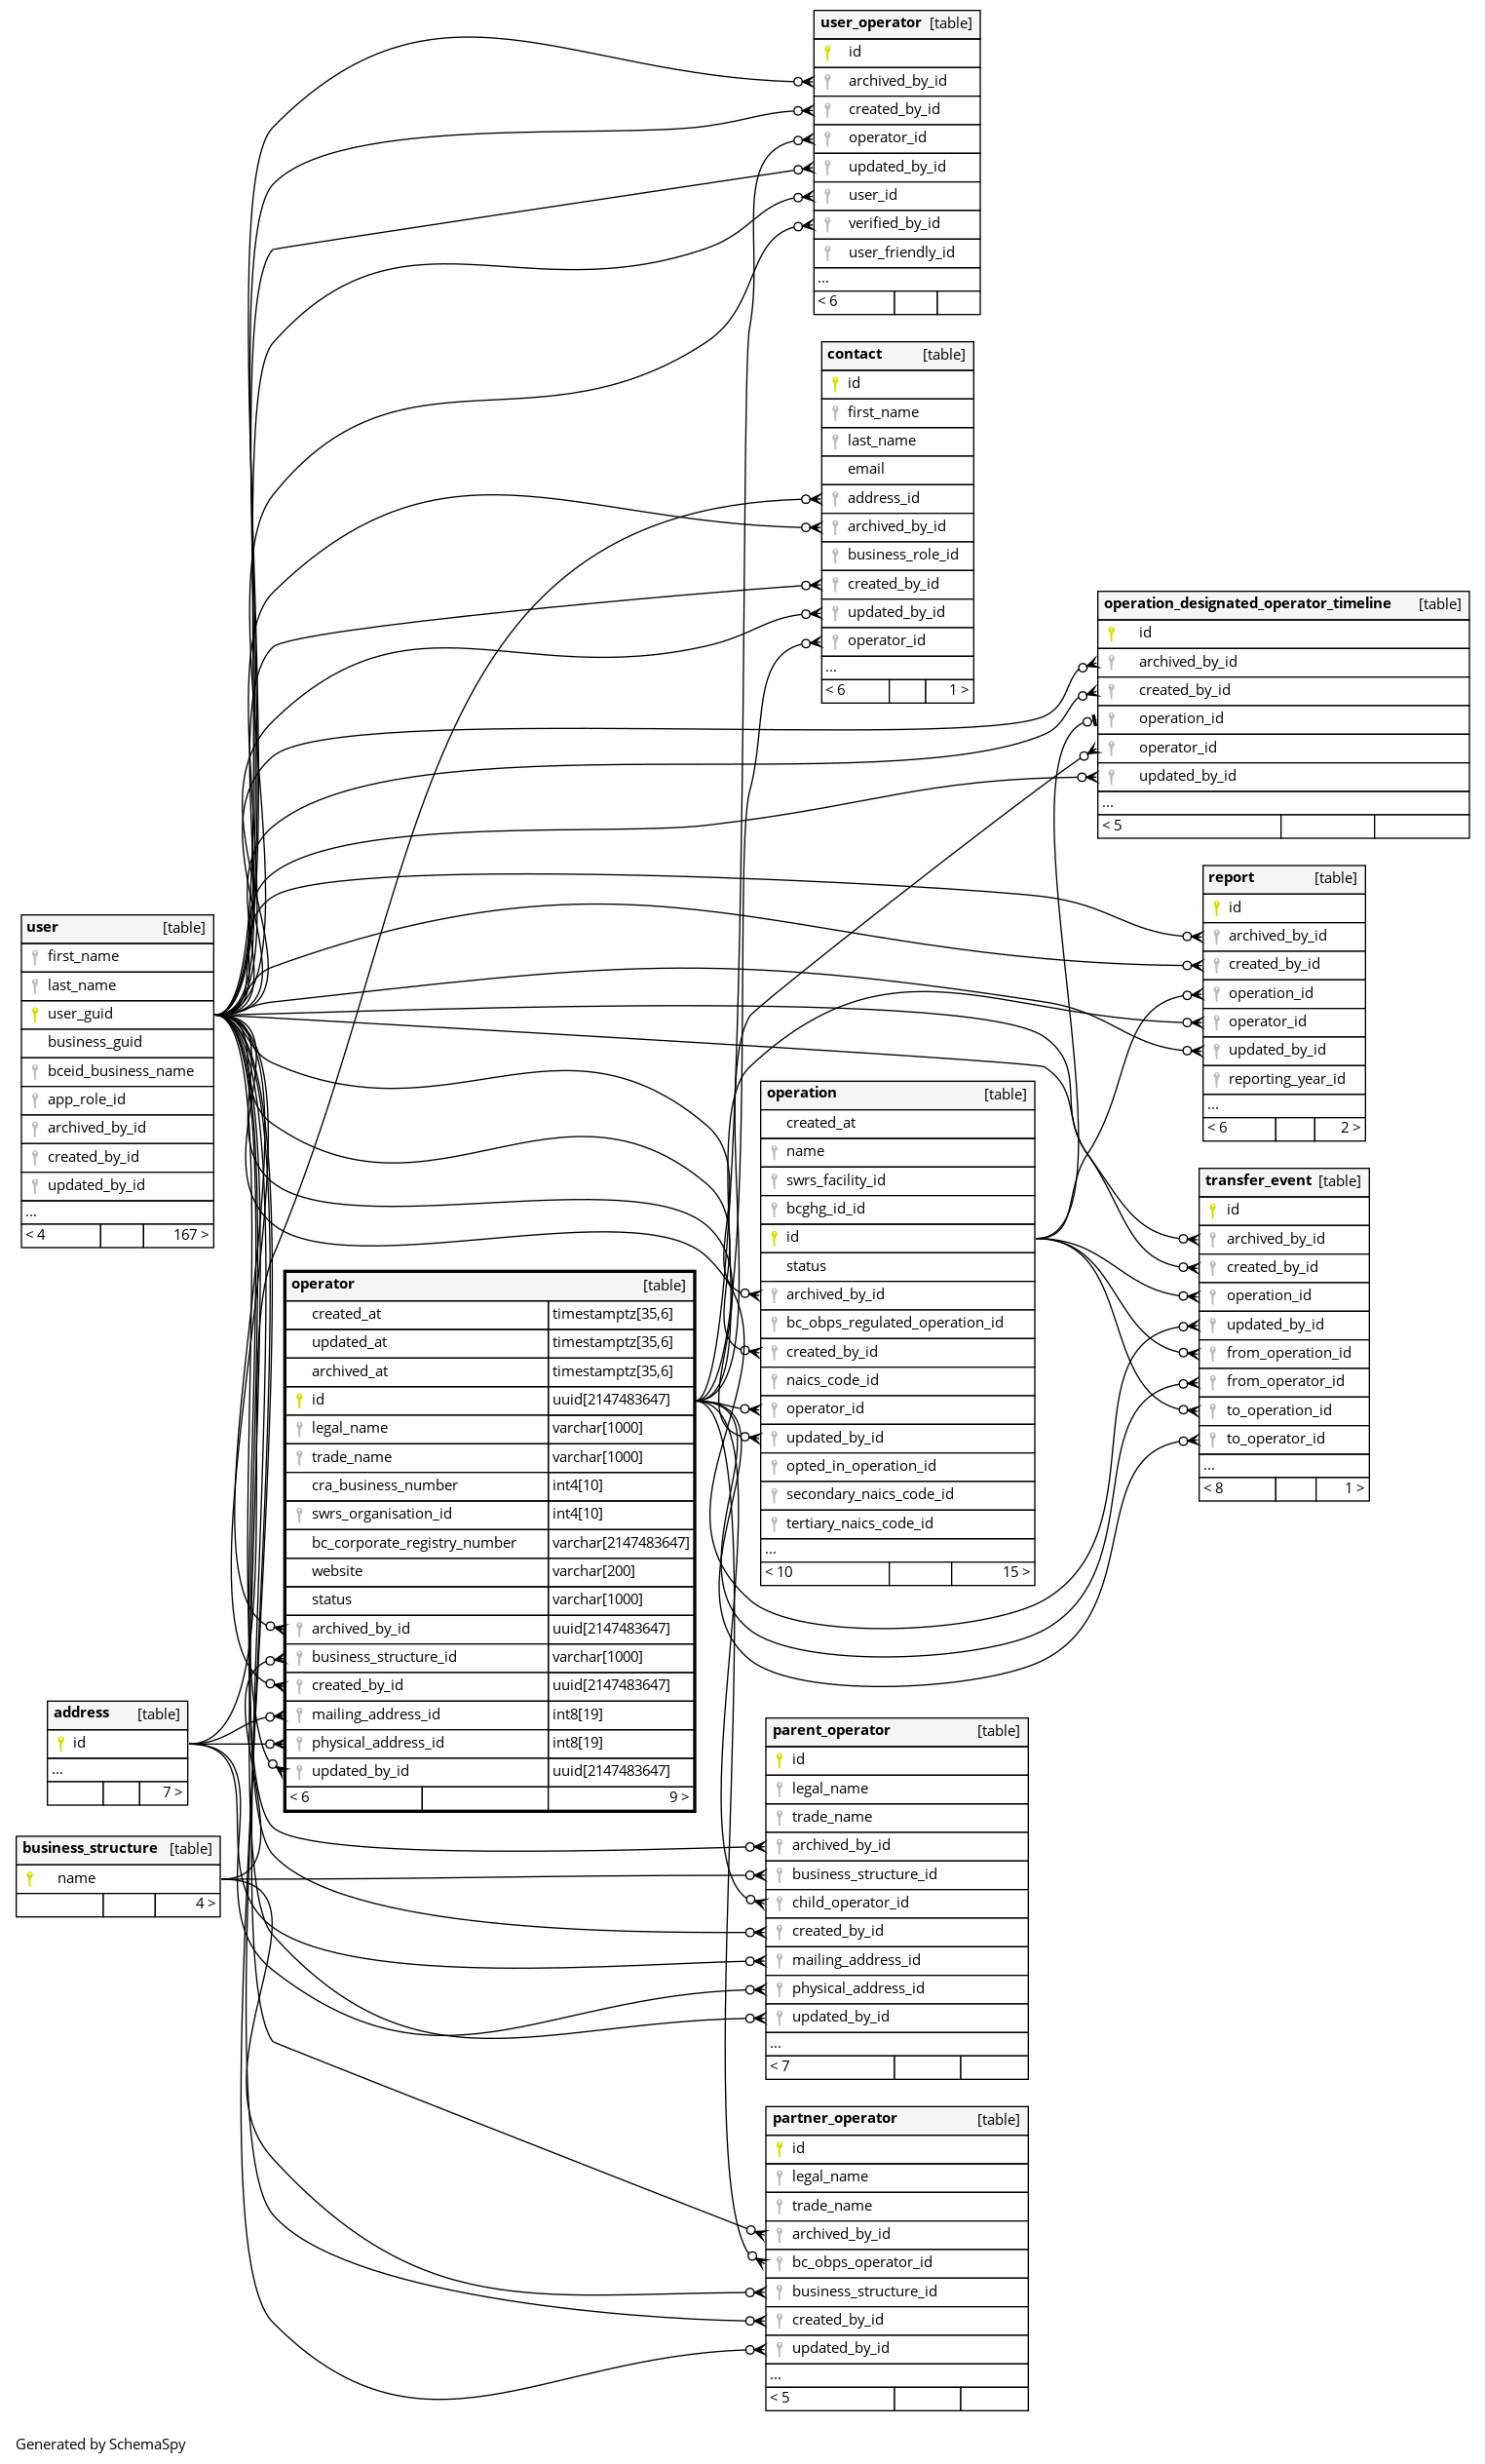 user_operator [table]
id
archived_by_id
created_by_id
operator_id
updated_by_id
user_id
verified_by_id
user_friendly_id
...
< 6
contact [table]
id
first_name
last_name
email
address_id
archived_by_id
business_role_id
created_by_id
updated_by_id
operator_id
...
< 6 1 >
operation_designated_operator_timeline [table]
id
archived_by_id
created_by_id
operation_id
operator_id
updated_by_id
...
< 5
report [table]
id
archived_by_id
created_by_id
operation_id
operator_id
updated_by_id
reporting_year_id
...
< 6 2 >
user [table]
first_name
last_name
user_guid
business_guid
bceid_business_name
app_role_id
archived_by_id
created_by_id
updated_by_id
...
< 4 167 >
operation [table]
created_at
name
swrs_facility_id
bcghg_id_id
id
status
archived_by_id
bc_obps_regulated_operation_id
created_by_id
naics_code_id
operator_id
updated_by_id
opted_in_operation_id
secondary_naics_code_id
tertiary_naics_code_id
...
< 10 15 >
transfer_event [table]
id
archived_by_id
created_by_id
operation_id
updated_by_id
from_operation_id
from_operator_id
to_operation_id
to_operator_id
...
< 8 1 >
operator [table]
created_at timestamptz[35,6]
updated_at timestamptz[35,6]
archived_at timestamptz[35,6]
id uuid[2147483647]
legal_name varchar[1000]
trade_name varchar[1000]
cra_business_number int4[10]
swrs_organisation_id int4[10]
bc_corporate_registry_number varchar[2147483647]
website varchar[200]
status varchar[1000]
archived_by_id uuid[2147483647]
business_structure_id varchar[1000]
created_by_id uuid[2147483647]
mailing_address_id int8[19]
physical_address_id int8[19]
updated_by_id uuid[2147483647]
< 6 9 >
address [table]
id
...
7 >
business_structure [table]
name
4 >
parent_operator [table]
id
legal_name
trade_name
archived_by_id
business_structure_id
child_operator_id
created_by_id
mailing_address_id
physical_address_id
updated_by_id
...
< 7
partner_operator [table]
id
legal_name
trade_name
archived_by_id
bc_obps_operator_id
business_structure_id
created_by_id
updated_by_id
...
< 5
Generated by SchemaSpy